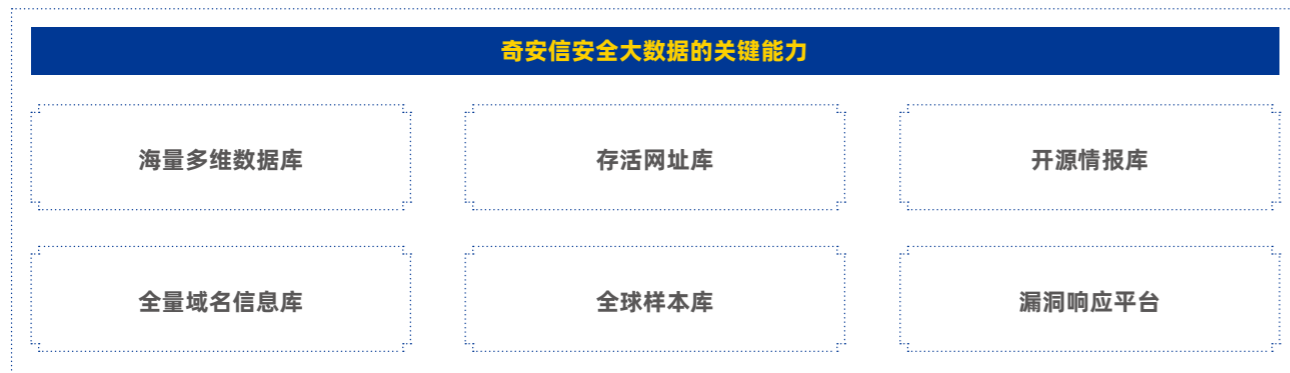 奇安信安全大数据的关键能力
海量多维数据库
存活网址库
开源情报库
全量域名信息库
全球样本库
漏洞响应平台